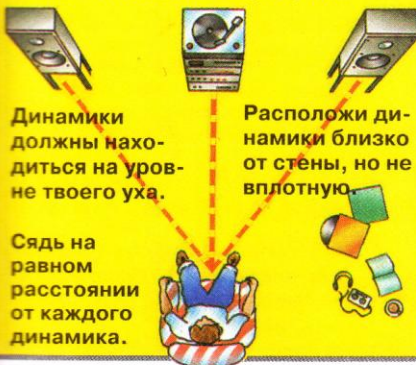 Динамики
должны нахо-
диться на уров-
не твоего уха.
Сядь на
равном
расстоянии
от каждого
динамика.
Расположи ди-
намики близко
от стены, но не
вплотную.